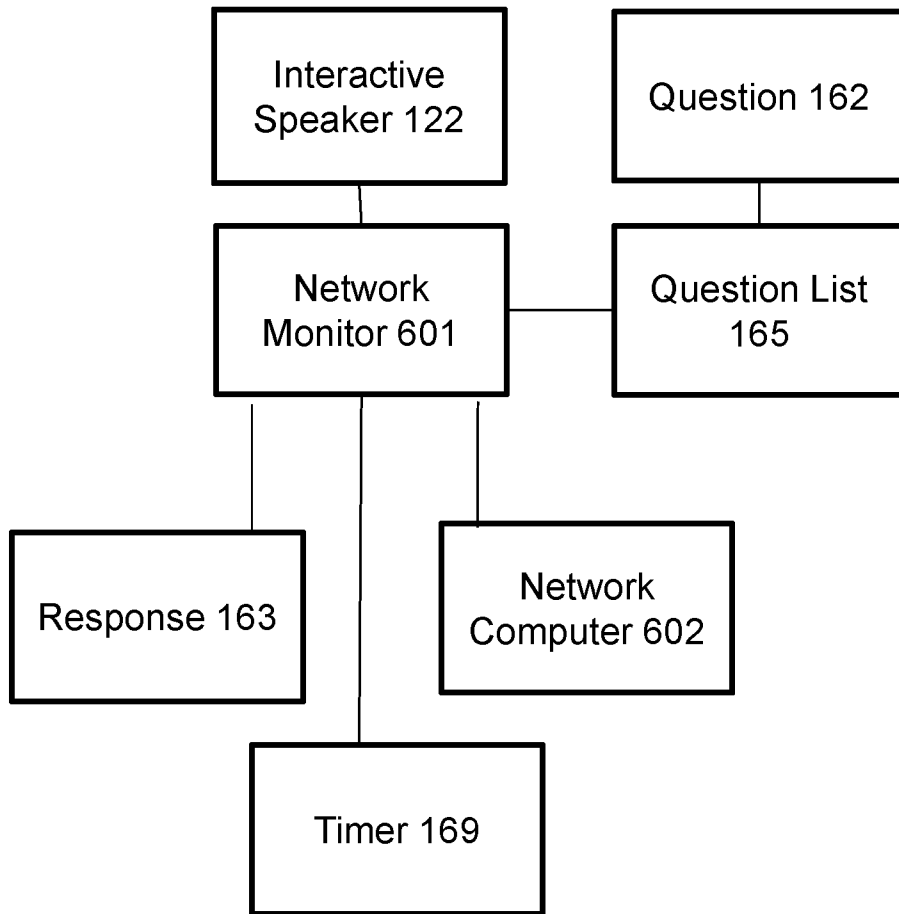 Interactive
Speaker 122
Question 162
Network
Monitor 601
Question List
165
Response 163
Network
Computer 602
Timer 169